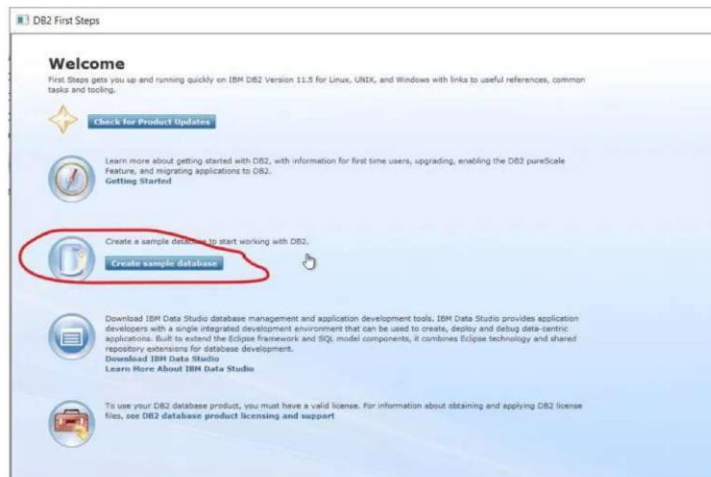 DB2 First Steps
Welcome
First Steps gets you up and running quickly on IBM DB2 Version 11.5 for Linux, UNIX, and Windows with links to useful references, common
tasks and tooling.
Check for Product Updates
Learn more about getting started with DB2, with information for first time users, upgrading, enabling the DB2 pureScale
Feature, and migrating applications to DB2.
Getting Started
Create a sample database to start working with DB2.
Create sample database
Download IBM Data Studio database management and application development tools. IBM Data Studio provides application
developers with a single integrated development environment that can be used to create, deploy and debug data-centric
applications. Built to extend the Eclipse framework and SQL model components, it combines Eclipse technology and shared
repository extensions for database development.
Download IBM Data Studio
Learn More About IBM Data Studio
To use your DB2 database product, you must have a valid license. For information about obtaining and applying DB2 license
files, see DB2 database product licensing and support